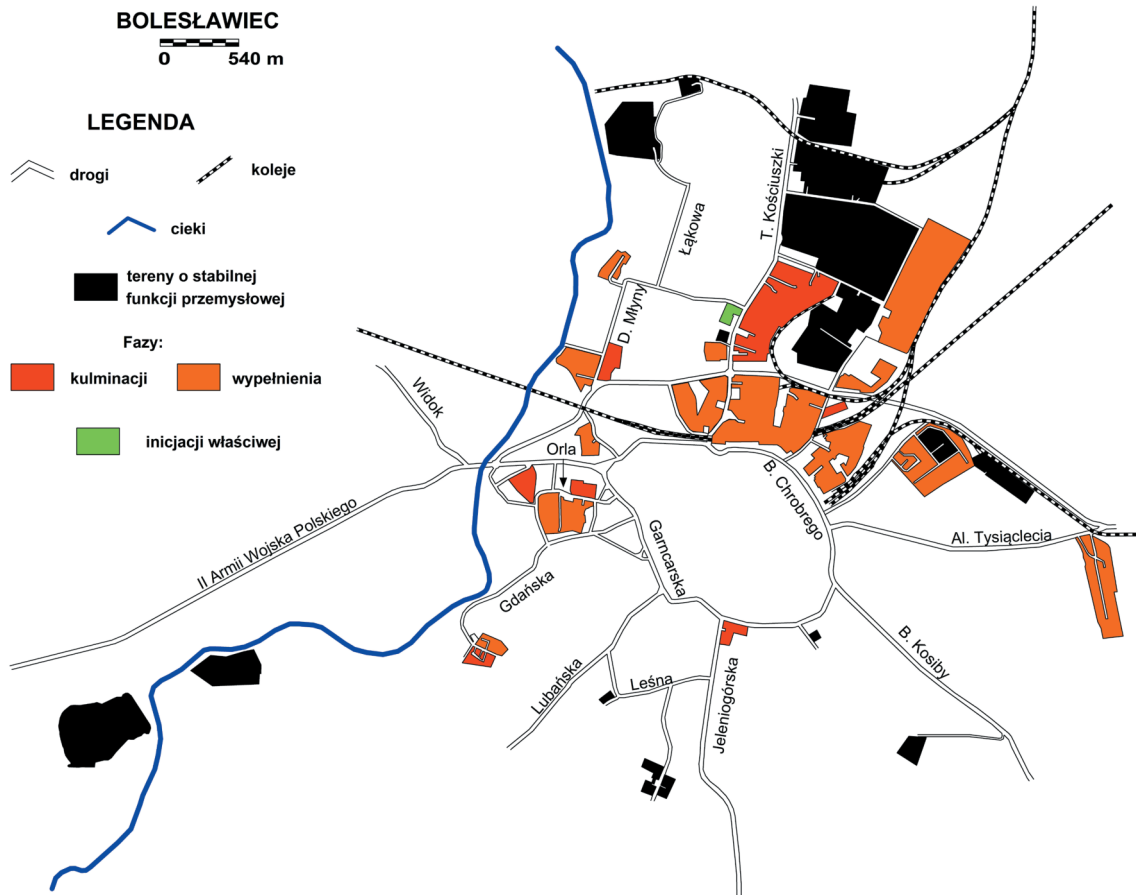 BOLESŁAWIEC
0 540 m
LEGENDA
drogi
koleje
cieki
tereny o stabilnej
funkcji przemysłowej
Fazy:
kulminacji
wypełnienia
inicjacji właściwej
T. Kościuszki
Łąkowa
D. Młyny
Widok
Orla
B. Chrobrego
II Armii Wojska Polskiego
Garncarska
Al. Tysiąclecia
Gdańska
B. Kosiby
Lubańska
Leśna
Jeleniogórska